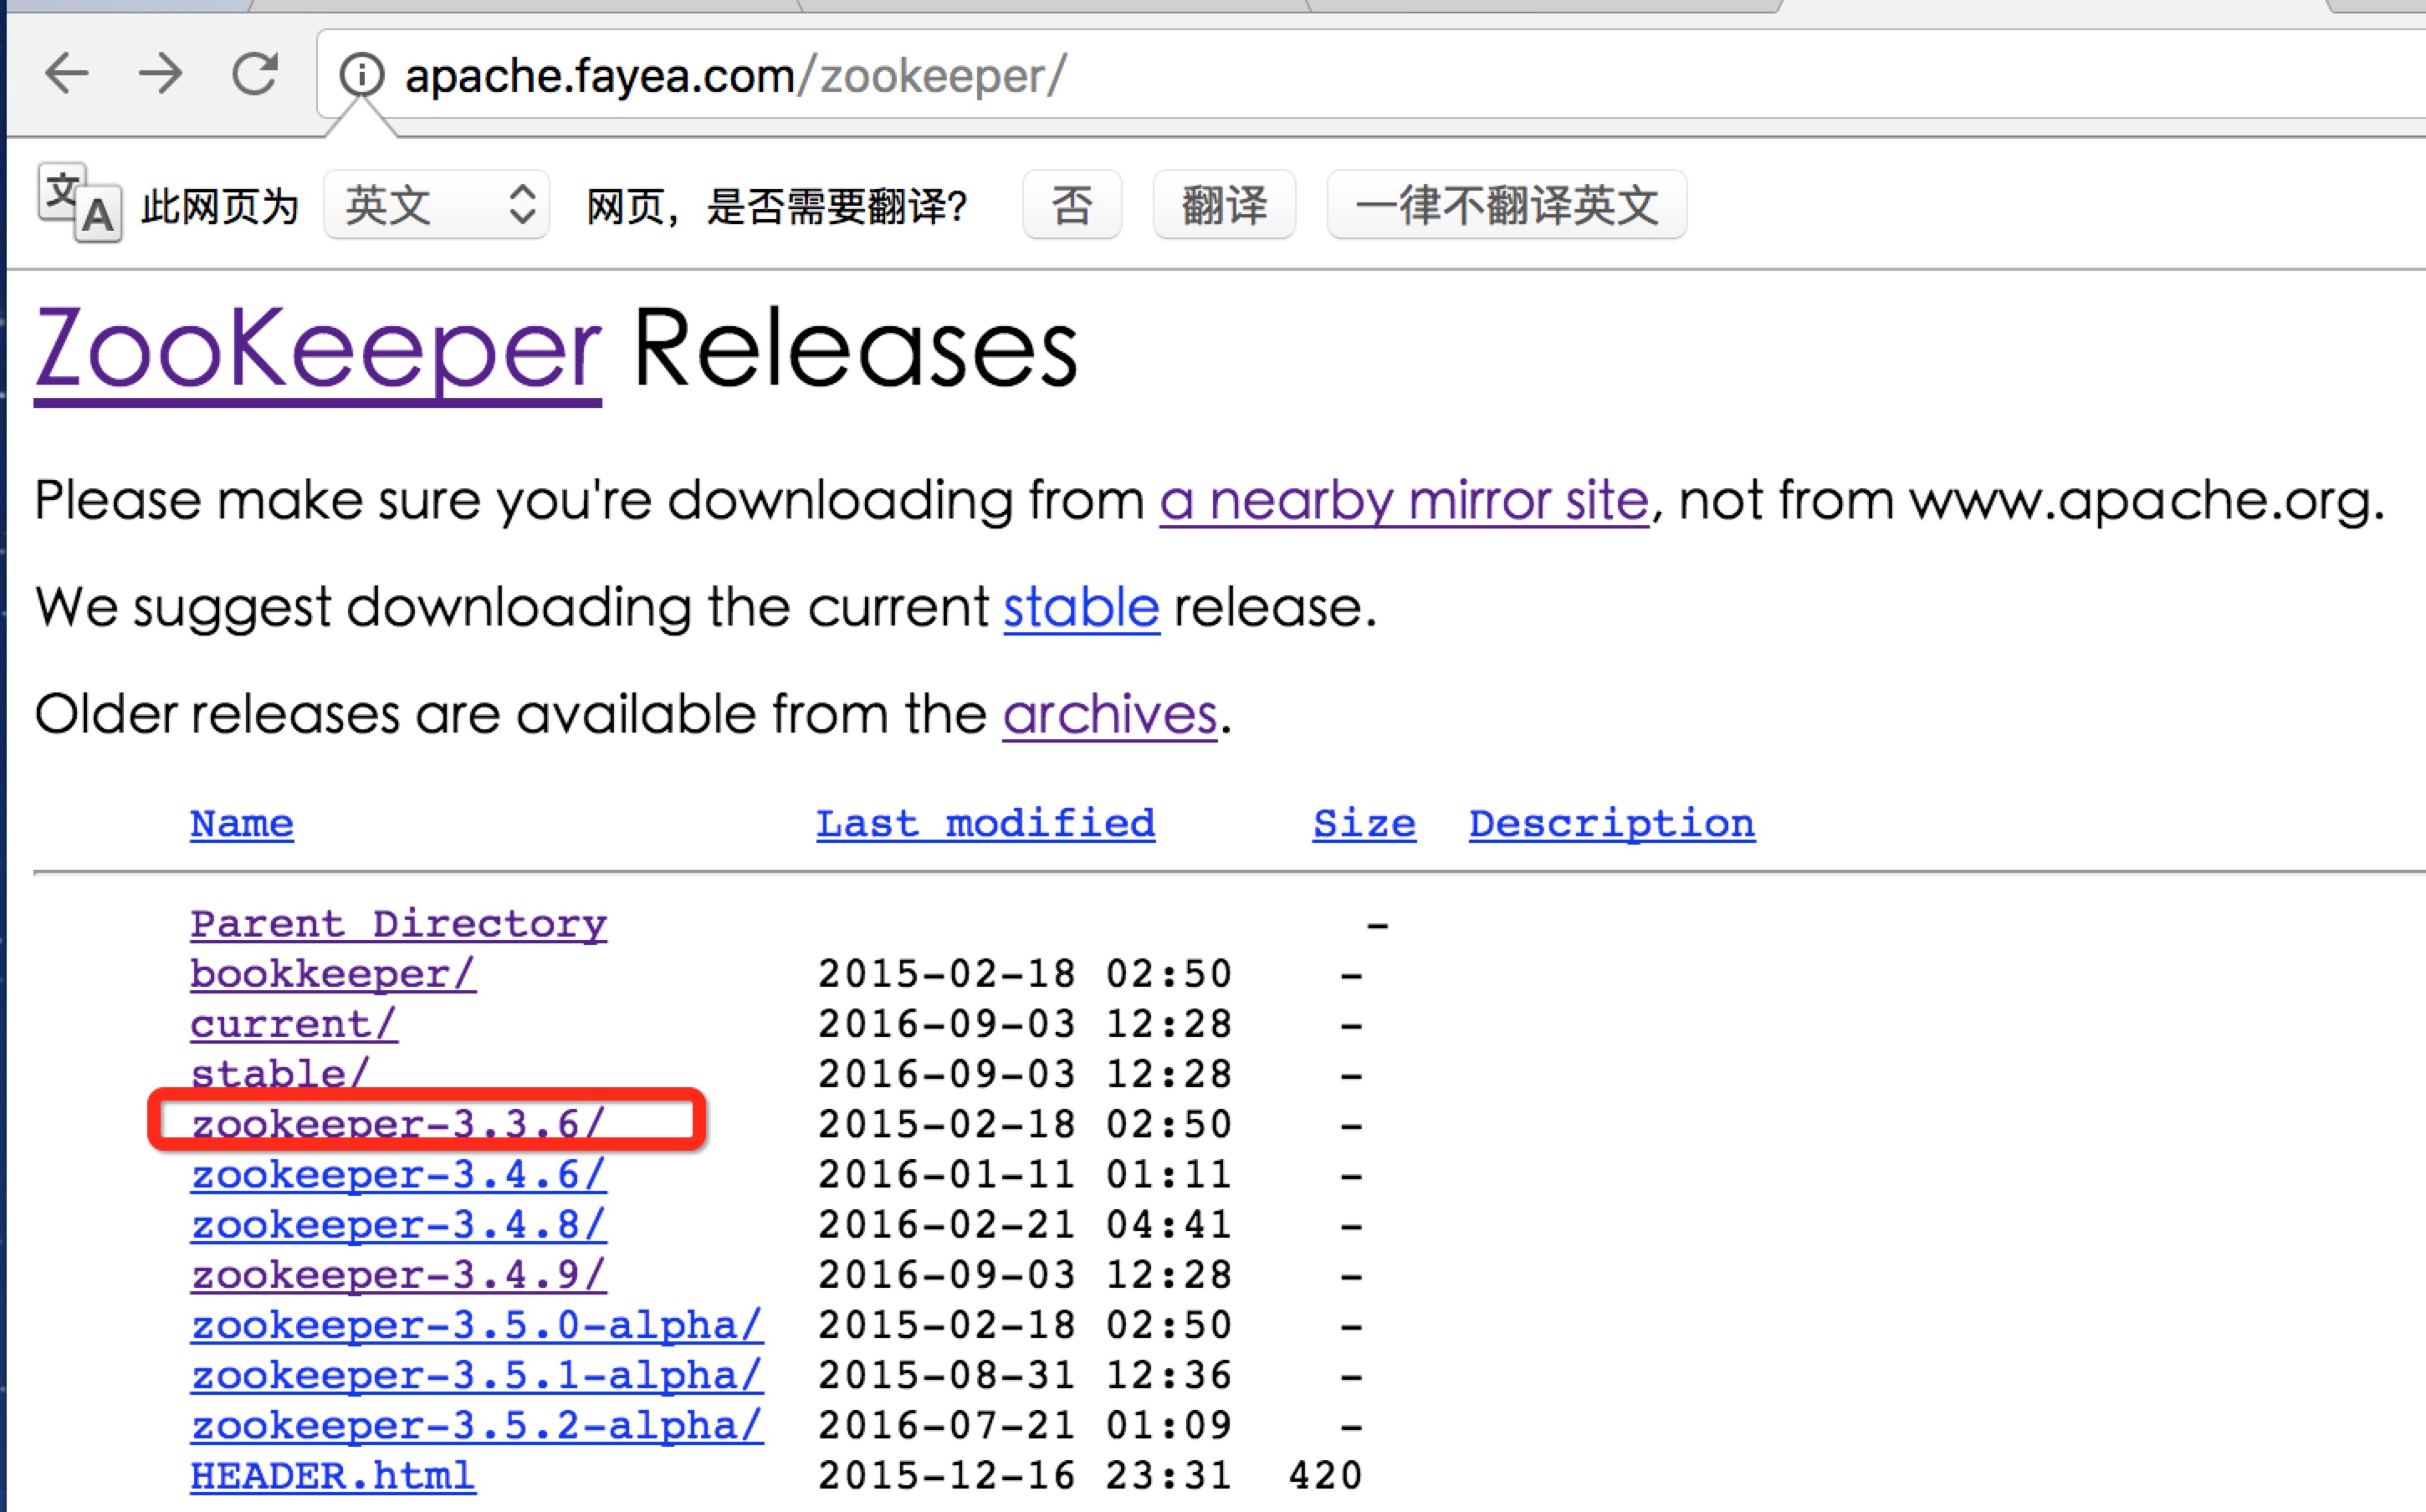 apache.fayea.com/zookeeper/
文A 此网页为 英文 网页，是否需要翻译? 否 翻译 一律不翻译英文
ZooKeeper Releases
Please make sure you're downloading from a nearby mirror site, not from www.apache.org.
We suggest downloading the current stable release.
Older releases are available from the archives.
Name Last modified Size Description
Parent Directory -
bookkeeper/ 2015-02-18 02:50 -
current/ 2016-09-03 12:28 -
stable/ 2016-09-03 12:28 -
zookeeper-3.3.6/ 2015-02-18 02:50 -
zookeeper-3.4.6/ 2016-01-11 01:11 -
zookeeper-3.4.8/ 2016-02-21 04:41 -
zookeeper-3.4.9/ 2016-09-03 12:28 -
zookeeper-3.5.0-alpha/ 2015-02-18 02:50 -
zookeeper-3.5.1-alpha/ 2015-08-31 12:36 -
zookeeper-3.5.2-alpha/ 2016-07-21 01:09 -
HEADER.html 2015-12-16 23:31 420